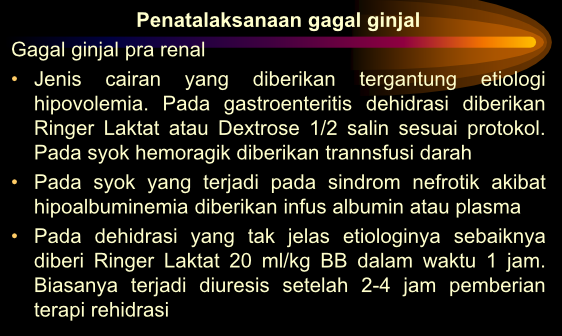 Penatalaksanaan gagal ginjal
Gagal ginjal pra renal
• Jenis cairan yang diberikan tergantung etiologi
hipovolemia. Pada gastroenteritis dehidrasi diberikan
Ringer Laktat atau Dextrose 1/2 salin sesuai protokol.
Pada syok hemoragik diberikan trannsfusi darah
• Pada syok yang terjadi pada sindrom nefrotik akibat
hipoalbuminemia diberikan infus albumin atau plasma
• Pada dehidrasi yang tak jelas etiologinya sebaiknya
diberi Ringer Laktat 20 ml/kg BB dalam waktu 1 jam.
Biasanya terjadi diuresis setelah 2-4 jam pemberian
terapi rehidrasi